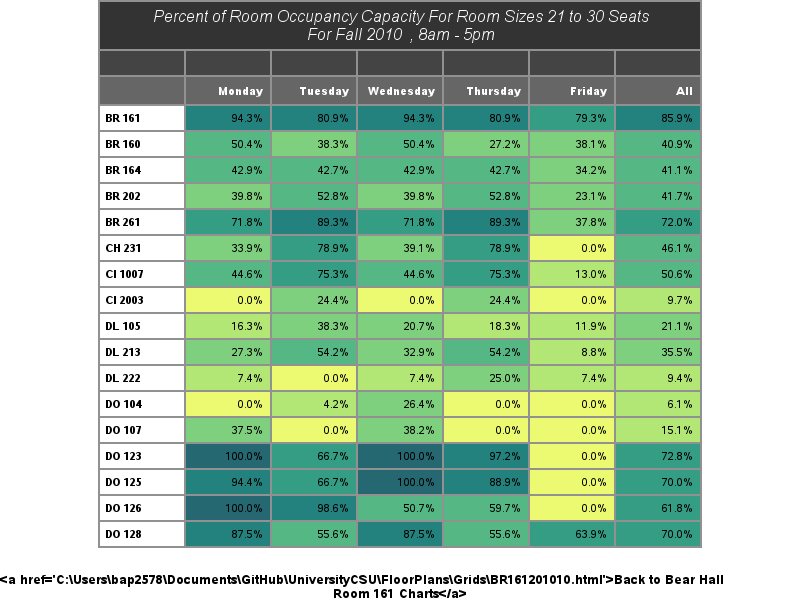 Percent of Room Occupancy Capacity For Room Sizes 21 to 30 Seats
For Fall 2010 , 8am - 5pm
Monday Tuesday Wednesday Thursday Friday All
BR 161 94.3% 80.9% 94.3% 80.9% 79.3% 85.9%
BR 160 50.4% 38.3% 50.4% 27.2% 38.1% 40.9%
BR 164 42.9% 42.7% 42.9% 42.7% 34.2% 41.1%
BR 202 39.8% 52.8% 39.8% 52.8% 23.1% 41.7%
BR 261 71.8% 89.3% 71.8% 89.3% 37.8% 72.0%
CH 231 33.9% 78.9% 39.1% 78.9% 0.0% 46.1%
CI 1007 44.6% 75.3% 44.6% 75.3% 13.0% 50.6%
CI 2003 0.0% 24.4% 0.0% 24.4% 0.0% 9.7%
DL 105 16.3% 38.3% 20.7% 18.3% 11.9% 21.1%
DL 213 27.3% 54.2% 32.9% 54.2% 8.8% 35.5%
DL 222 7.4% 0.0% 7.4% 25.0% 7.4% 9.4%
DO 104 0.0% 4.2% 26.4% 0.0% 0.0% 6.1%
DO 107 37.5% 0.0% 38.2% 0.0% 0.0% 15.1%
DO 123 100.0% 66.7% 100.0% 97.2% 0.0% 72.8%
DO 125 94.4% 66.7% 100.0% 88.9% 0.0% 70.0%
DO 126 100.0% 98.6% 50.7% 59.7% 0.0% 61.8%
DO 128 87.5% 55.6% 87.5% 55.6% 63.9% 70.0%
<a href='C:\Users\bap2578\Documents\GitHub\UniversityCSU\FloorPlans\Grids\BR161201010.html'>Back to Bear Hall
Room 161 Charts</a>